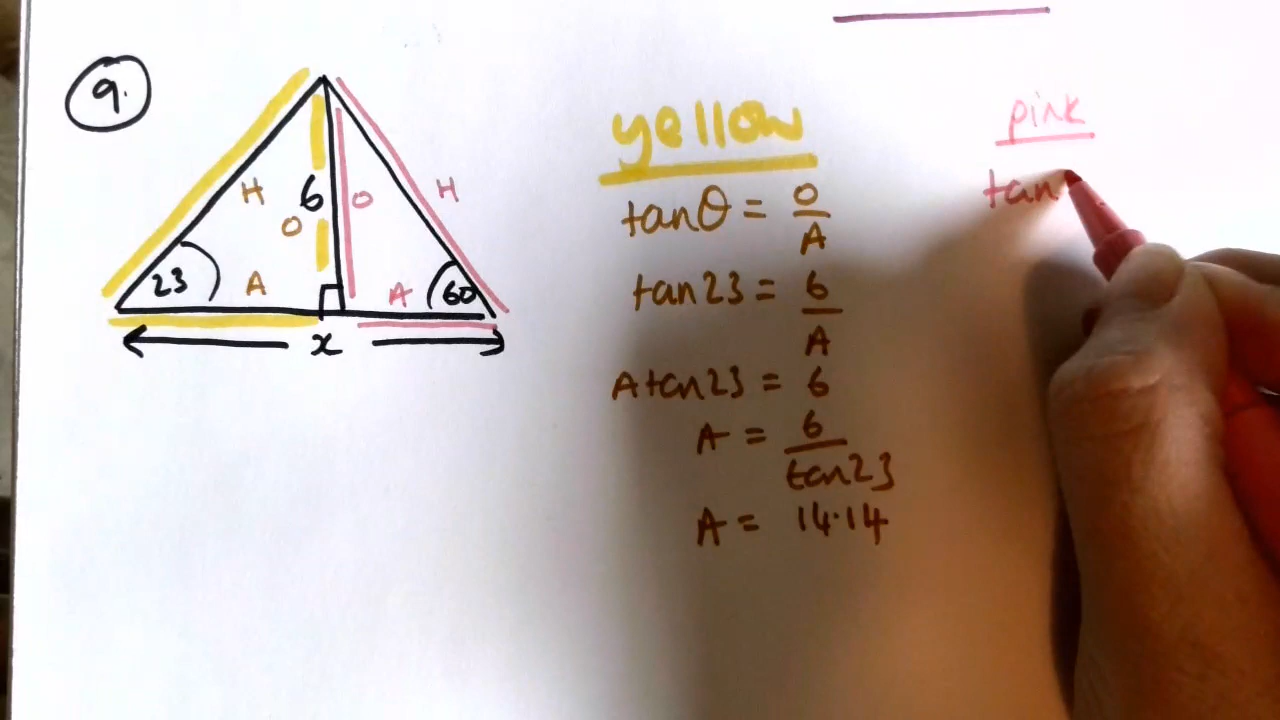 9.
H
6
O
H
O
23
A
A
60
x
yellow
tanθ = O/A
tan23 = 6/A
Atan23 = 6
A = 6/tan23
A = 14.14
pink
tan